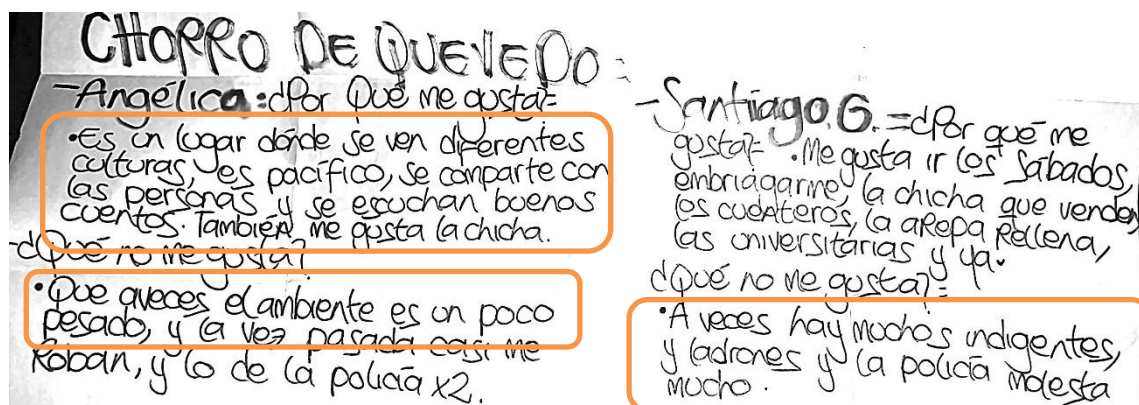 CHORRO DE QUEVEDO =
-Angélica: ¿Por Qué me gusta?=
•Es un lugar dónde se ven diferentes
culturas, es pacífico, se comparte con
las personas y se escuchan buenos
cuentos. También me gusta la chicha.
-¿Qué no me gusta?
•Que aveces el ambiente es un poco
pesado, y la vez pasada casi me
Roban, y lo de la policía x2.
-Santiago.G.=¿Por qué me
gusta?= •Me gusta ir los Sábados,
embriagarme, la chicha que venden,
los cuenteros, la aRepa Rellena,
las universitarias y ya.
¿Qué no me gusta?=
•A veces hay muchos indigentes,
y ladrones y la policía molesta
mucho.